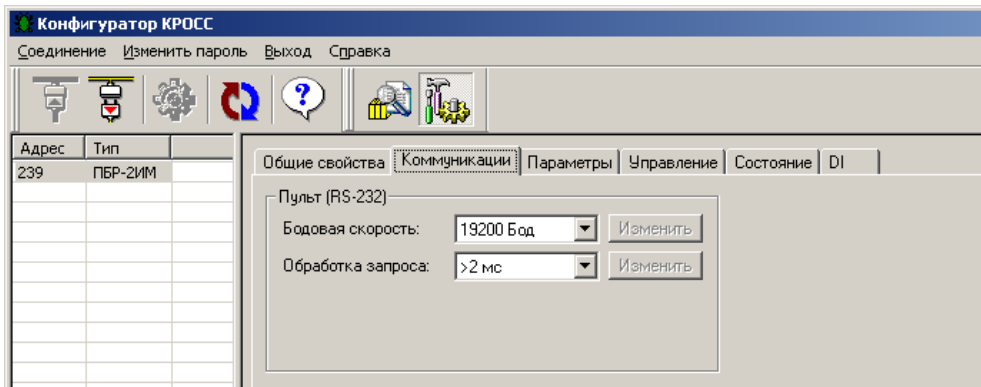 Конфигуратор КРОСС
Соединение Изменить пароль Выход Справка
Адрес Тип
239 ПБР-2ИМ
Общие свойства Коммуникации Параметры Управление Состояние DI
Пульт (RS-232)
Бодовая скорость: 19200 Бод Изменить
Обработка запроса: >2 мс Изменить